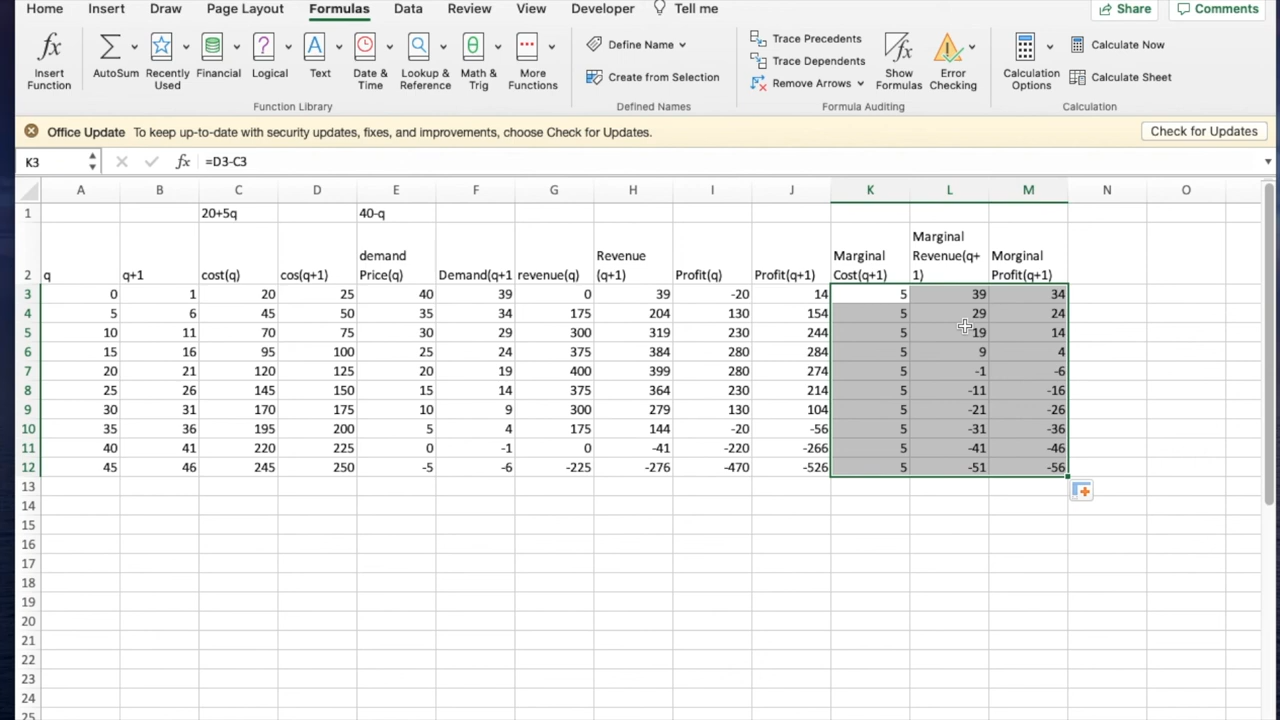 Home Insert Draw Page Layout Formulas Data Review View Developer Tell me Share Comments
fx Σ ? A θ
Insert Function
AutoSum
Recently Used
Financial
Logical
Text
Date & Time
Lookup & Reference
Math & Trig
More Functions
Function Library
Define Name
Create from Selection
Defined Names
Trace Precedents
Trace Dependents
Remove Arrows
fx
Show Formulas
Error Checking
Formula Auditing
Calculation Options
Calculate Now
Calculate Sheet
Calculation
Office Update To keep up-to-date with security updates, fixes, and improvements, choose Check for Updates. Check for Updates
K3 fx =D3-C3
A B C D E F G H I J K L M N O
1 20+5q 40-q
2 q q+1 cost(q) cos(q+1) demand Price(q) Demand(q+1 revenue(q) Revenue (q+1) Profit(q) Profit(q+1) Marginal Cost(q+1) Marginal Revenue(q+ 1) Morginal Profit(q+1)
3 0 1 20 25 40 39 0 39 -20 14 5 39 34
4 5 6 45 50 35 34 175 204 130 154 5 29 24
5 10 11 70 75 30 29 300 319 230 244 5 19 14
6 15 16 95 100 25 24 375 384 280 284 5 9 4
7 20 21 120 125 20 19 400 399 280 274 5 -1 -6
8 25 26 145 150 15 14 375 364 230 214 5 -11 -16
9 30 31 170 175 10 9 300 279 130 104 5 -21 -26
10 35 36 195 200 5 4 175 144 -20 -56 5 -31 -36
11 40 41 220 225 0 -1 0 -41 -220 -266 5 -41 -46
12 45 46 245 250 -5 -6 -225 -276 -470 -526 5 -51 -56
13
14
15
16
17
18
19
20
21
22
23
24
25